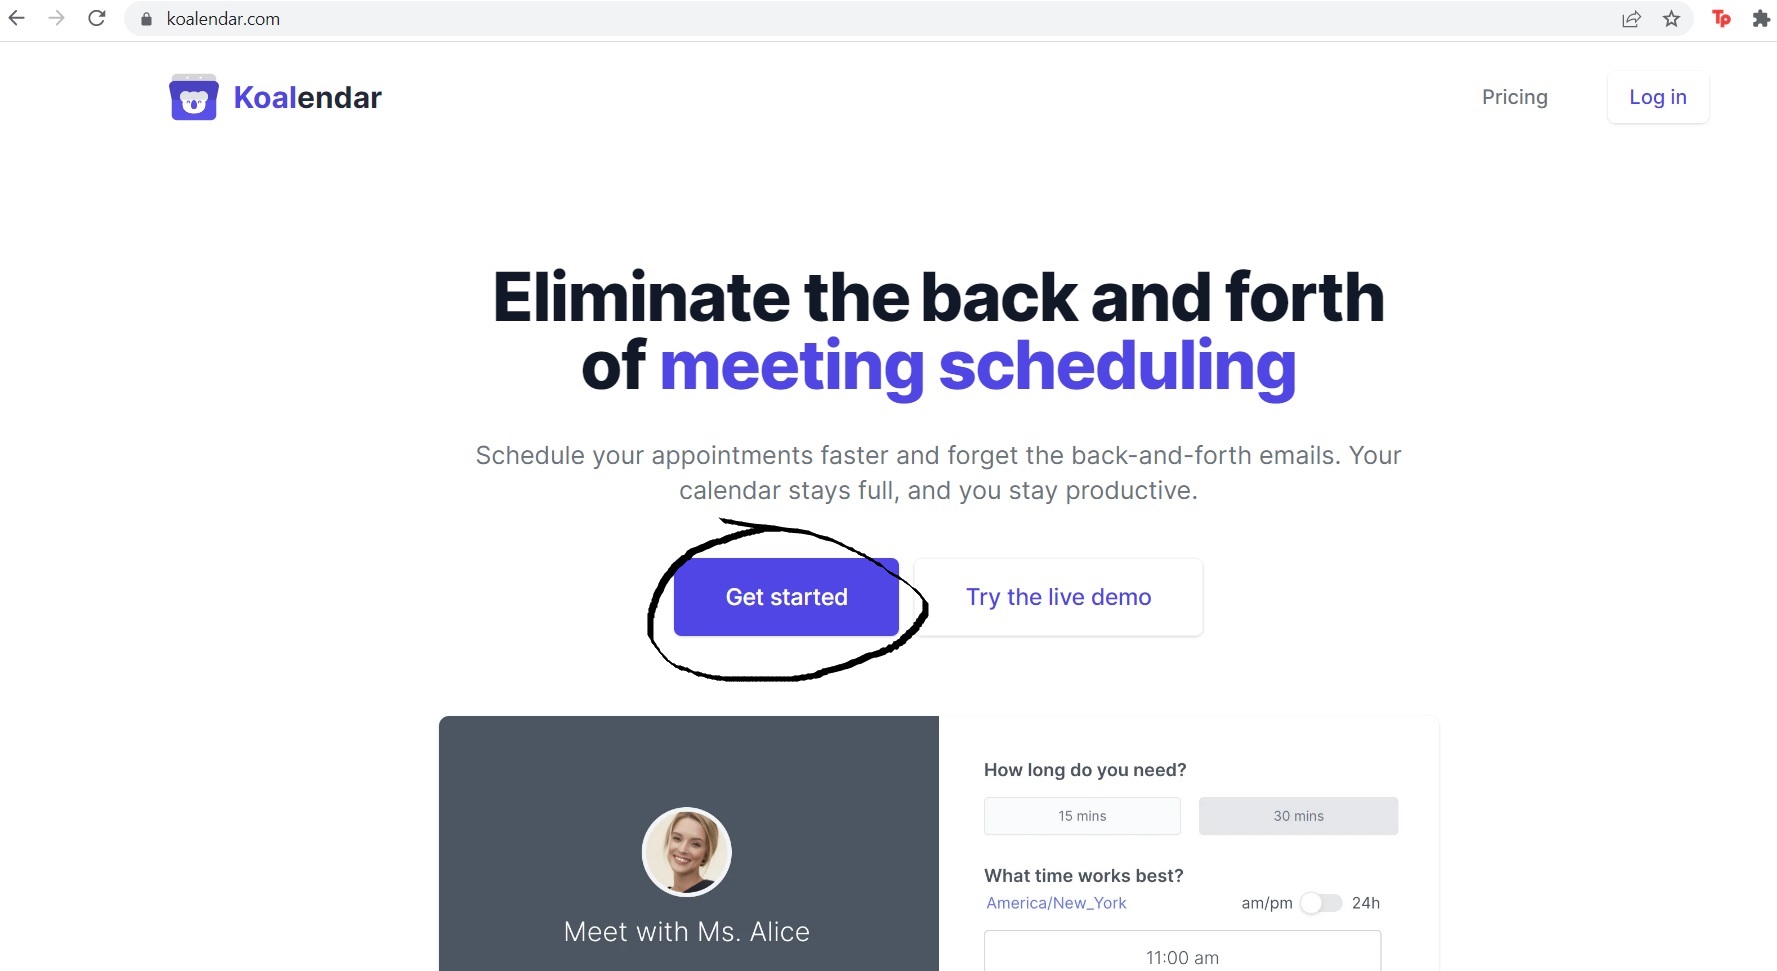 koalendar.com
Tp
Koalendar
Pricing
Log in
Eliminate the back and forth
of meeting scheduling
Schedule your appointments faster and forget the back-and-forth emails. Your
calendar stays full, and you stay productive.
Get started
Try the live demo
Meet with Ms. Alice
How long do you need?
15 mins
30 mins
What time works best?
America/New_York
am/pm
24h
11:00 am